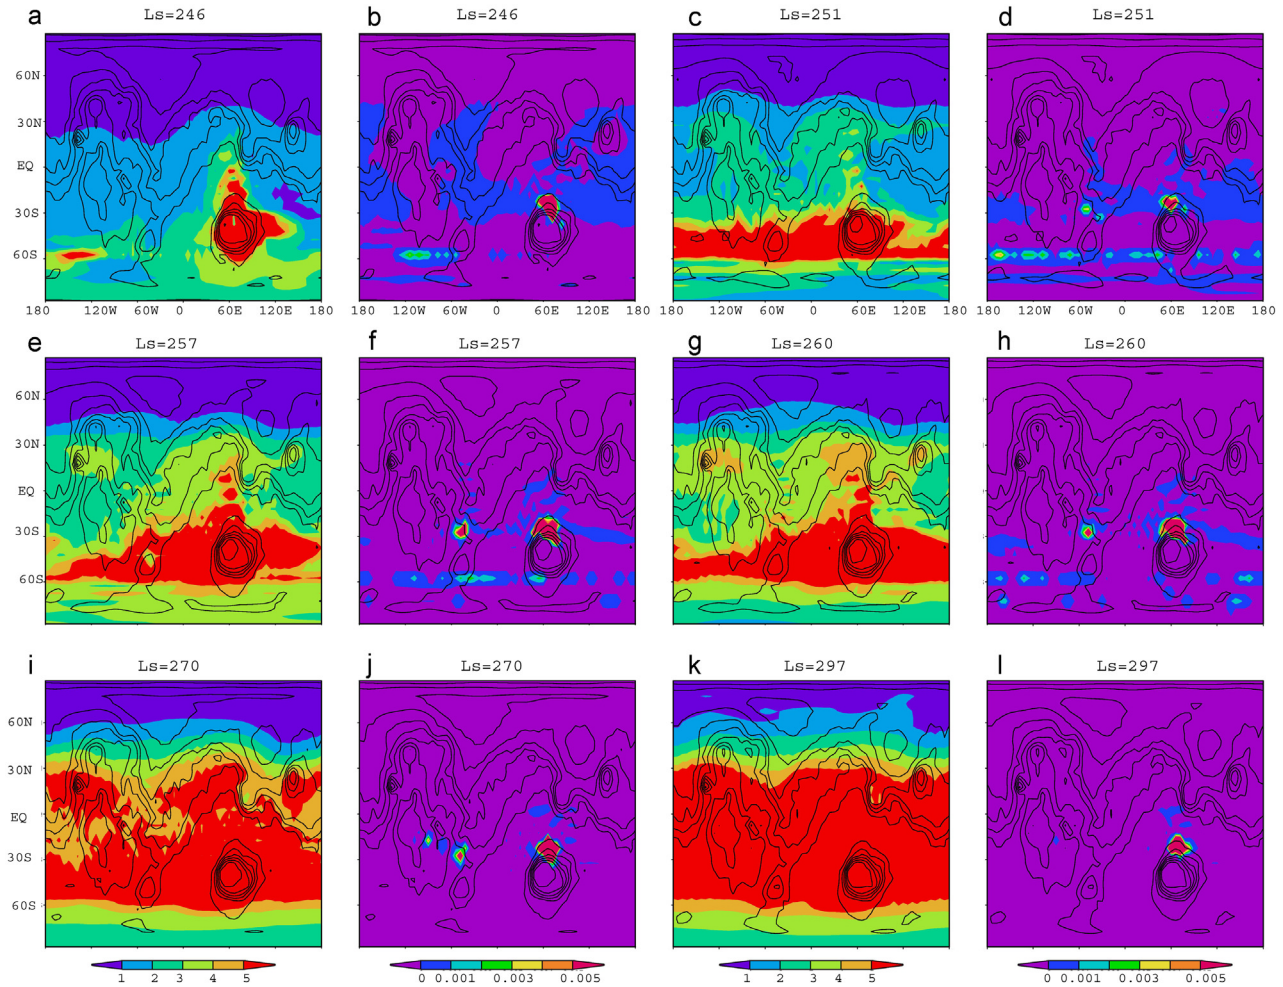 a Ls=246 b Ls=246 c Ls=251 d Ls=251
60N
30N
EQ
30S
60S
180 120W 60W 0 60E 120E 180 120W 60W 0 60E 120E 180 120W 60W 0 60E 120E 180 120W 60W 0 60E 120E 180
e Ls=257 f Ls=257 g Ls=260 h Ls=260
60N
30N
EQ
30S
60S
i Ls=270 j Ls=270 k Ls=297 l Ls=297
60N
30N
EQ
30S
60S
1 2 3 4 5 0 0.001 0.003 0.005 1 2 3 4 5 0 0.001 0.003 0.005